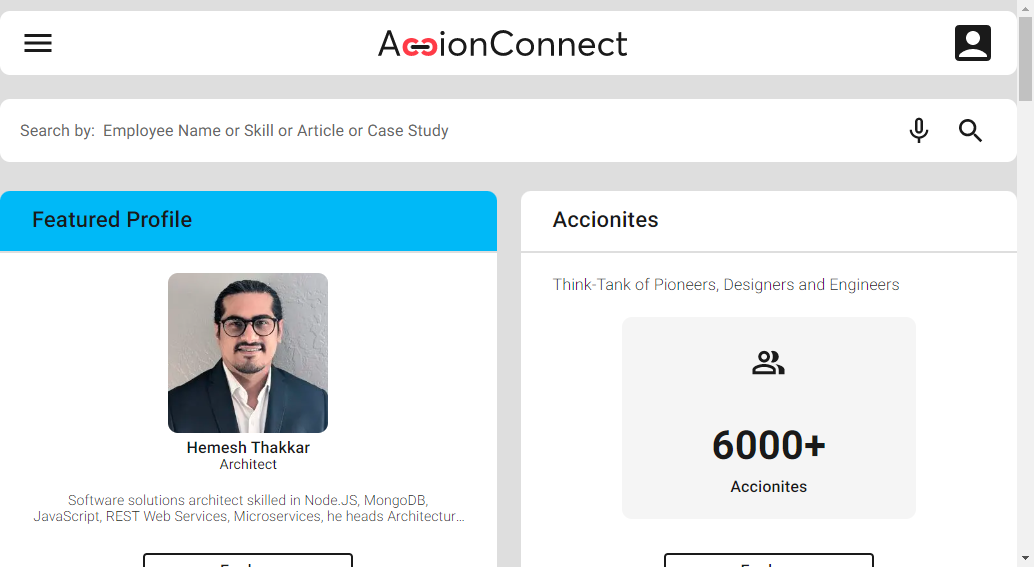 AccionConnect
Search by: Employee Name or Skill or Article or Case Study
Featured Profile
Hemesh Thakkar
Architect
Software solutions architect skilled in Node.JS, MongoDB,
JavaScript, REST Web Services, Microservices, he heads Architectur...
Accionites
Think-Tank of Pioneers, Designers and Engineers
6000+
Accionites